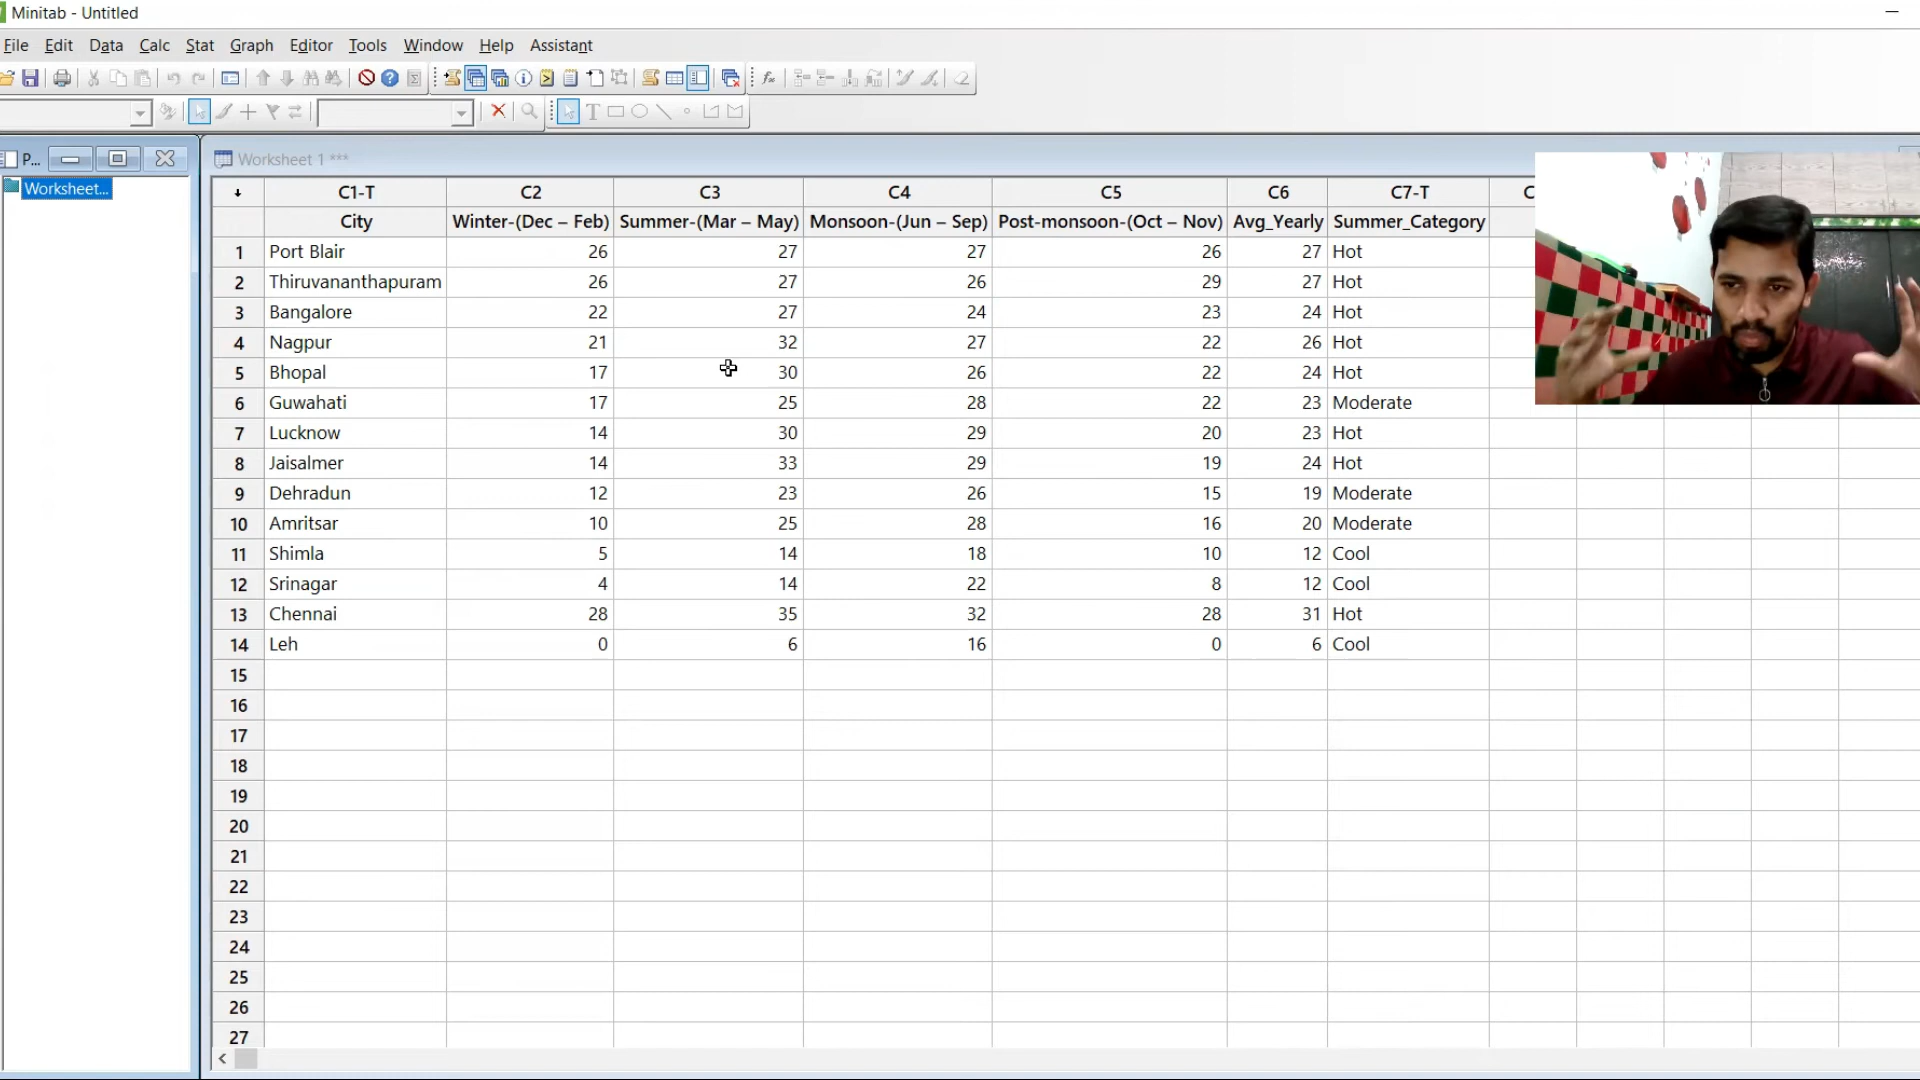 Minitab - Untitled
File Edit Data Calc Stat Graph Editor Tools Window Help Assistant
P...
Worksheet...
Worksheet 1 ***
C1-T C2 C3 C4 C5 C6 C7-T C
City Winter-(Dec – Feb) Summer-(Mar – May) Monsoon-(Jun – Sep) Post-monsoon-(Oct – Nov) Avg_Yearly Summer_Category
1 Port Blair 26 27 27 26 27 Hot
2 Thiruvananthapuram 26 27 26 29 27 Hot
3 Bangalore 22 27 24 23 24 Hot
4 Nagpur 21 32 27 22 26 Hot
5 Bhopal 17 30 26 22 24 Hot
6 Guwahati 17 25 28 22 23 Moderate
7 Lucknow 14 30 29 20 23 Hot
8 Jaisalmer 14 33 29 19 24 Hot
9 Dehradun 12 23 26 15 19 Moderate
10 Amritsar 10 25 28 16 20 Moderate
11 Shimla 5 14 18 10 12 Cool
12 Srinagar 4 14 22 8 12 Cool
13 Chennai 28 35 32 28 31 Hot
14 Leh 0 6 16 0 6 Cool
15
16
17
18
19
20
21
22
23
24
25
26
27